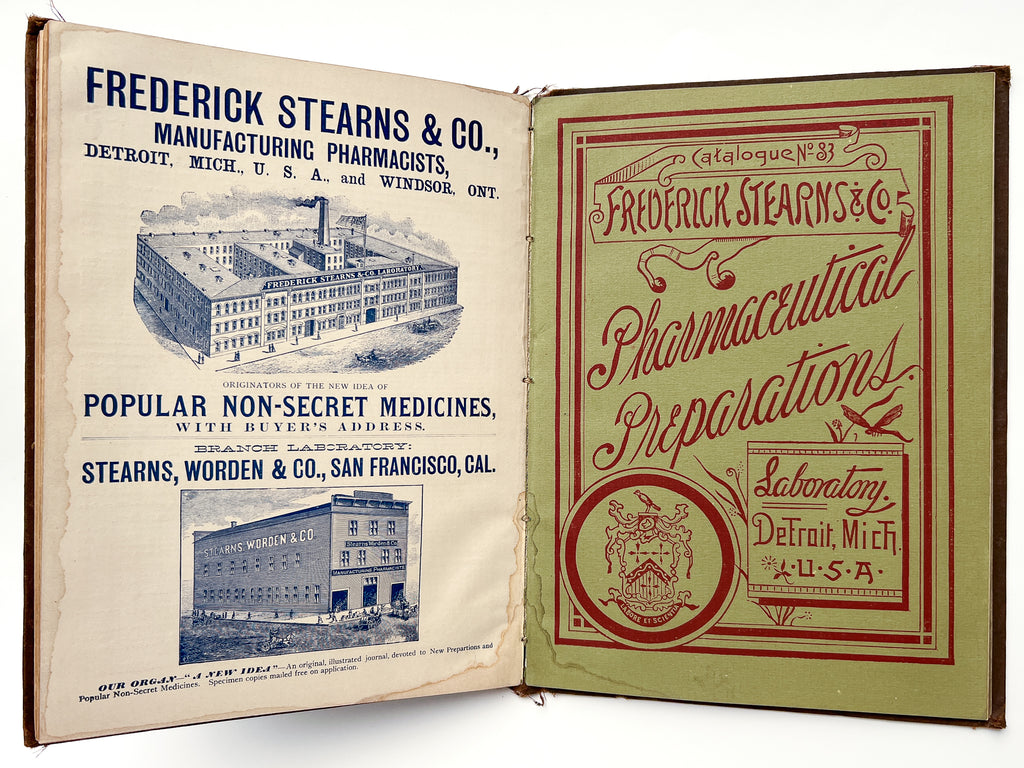 FREDERICK STEARNS & CO.,
MANUFACTURING PHARMACISTS,
DETROIT, MICH., U. S. A., and WINDSOR, ONT.
FREDERICK STEARNS & CO. LABORATORY
ORIGINATORS OF THE NEW IDEA OF
POPULAR NON-SECRET MEDICINES,
WITH BUYER'S ADDRESS.
BRANCH LABORATORY:
STEARNS, WORDEN & CO., SAN FRANCISCO, CAL.
STEARNS WORDEN & CO
Stearns Worden & Co.
MANUFACTURING PHARMACISTS
OUR ORGAN—"A NEW IDEA"—An original, illustrated journal, devoted to New Prepartions and
Popular Non-Secret Medicines. Specimen copies mailed free on application.
Catalogue No. 83
FREDERICK STEARNS & Co.
Pharmaceutical
Preparations.
Laboratory.
Detroit, Mich.
U.S.A.
LABORE ET SCIENTIA